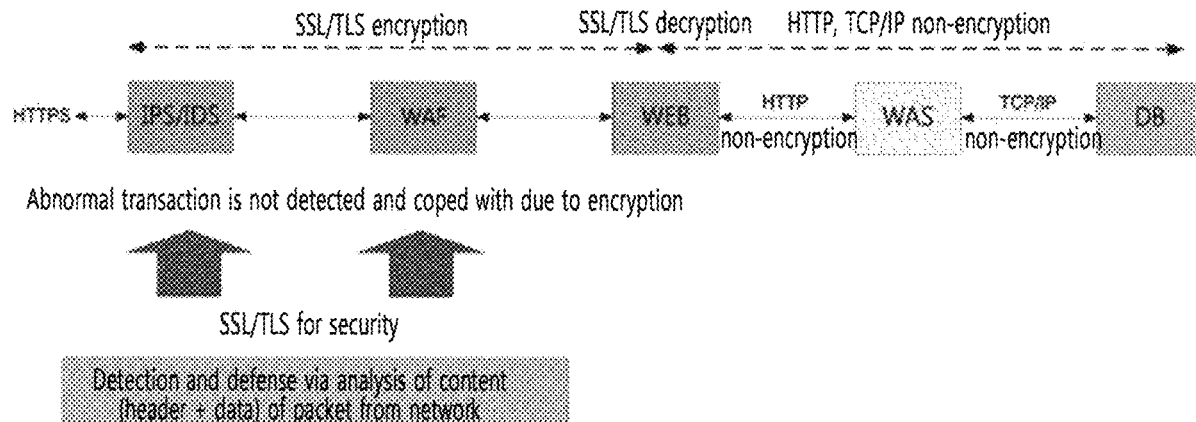 SSL/TLS encryption
SSL/TLS decryption
HTTP, TCP/IP non-encryption
HTTPS
IPS/IDS
WAF
WEB
HTTP
non-encryption
WAS
TCP/IP
non-encryption
DB
Abnormal transaction is not detected and coped with due to encryption
SSL/TLS for security
Detection and defense via analysis of content
(header + data) of packet from network